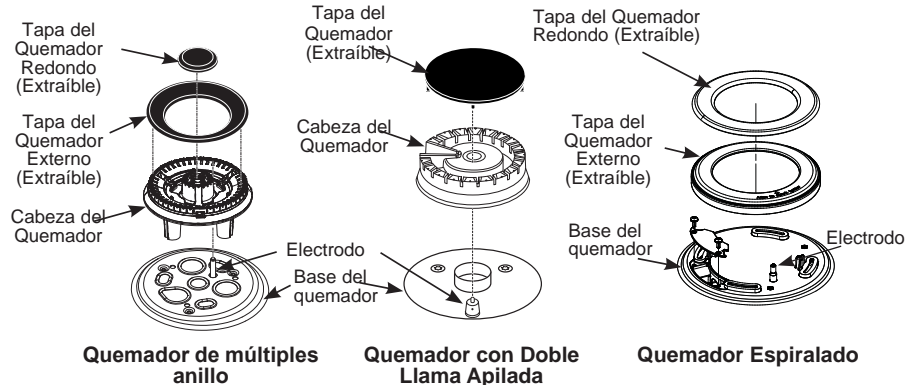 Tapa del
Quemador
Redondo
(Extraíble)
Tapa del
Quemador
Externo
(Extraíble)
Cabeza del
Quemador
Quemador de múltiples
anillo
Tapa del
Quemador
(Extraíble)
Cabeza del
Quemador
Electrodo
Base del
quemador
Quemador con Doble
Llama Apilada
Tapa del Quemador
Redondo (Extraíble)
Tapa del
Quemador
Externo
(Extraíble)
Base del
quemador
Electrodo
Quemador Espiralado